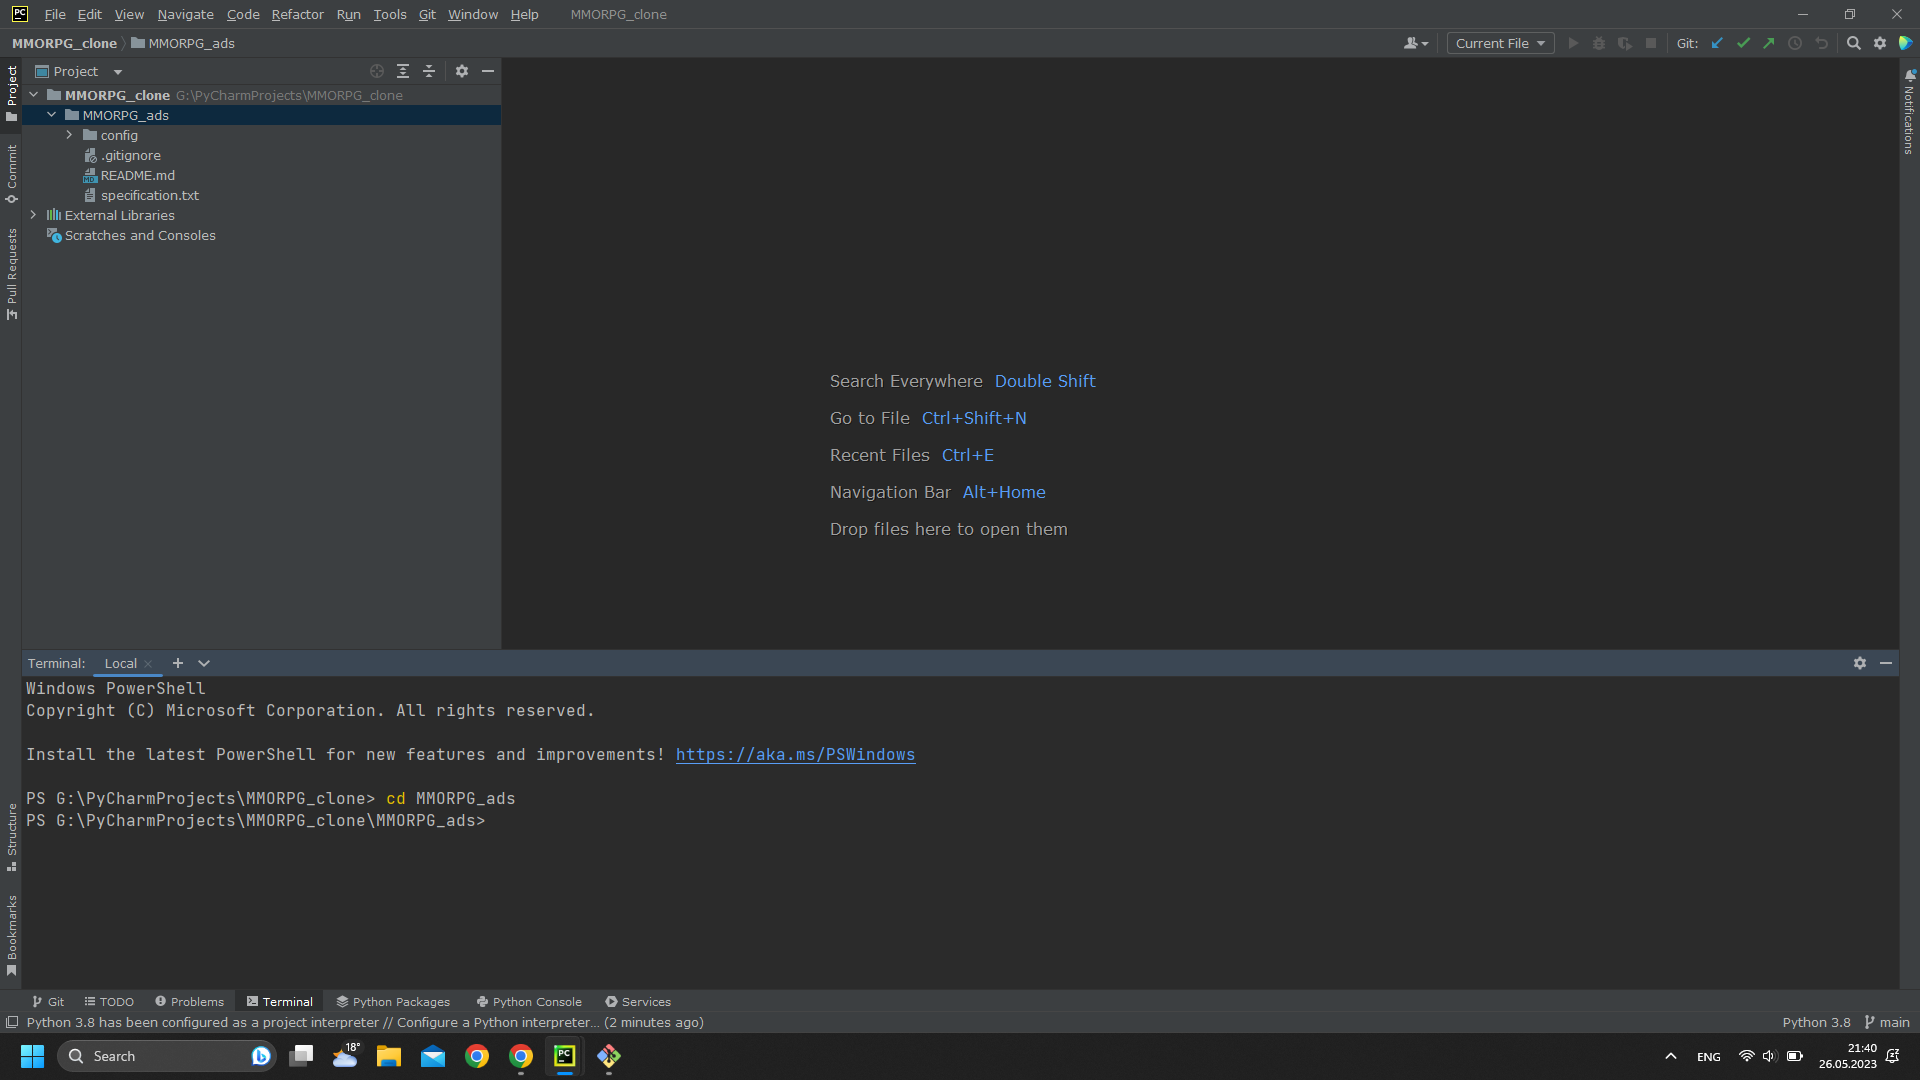 PC File Edit View Navigate Code Refactor Run Tools Git Window Help MMORPG_clone
MMORPG_clone MMORPG_ads Current File Git:
Project
MMORPG_clone G:\PyCharmProjects\MMORPG_clone
MMORPG_ads
config
.gitignore
README.md
specification.txt
External Libraries
Scratches and Consoles
Project
Commit
Pull Requests
Structure
Bookmarks
Notifications
Search Everywhere Double Shift
Go to File Ctrl+Shift+N
Recent Files Ctrl+E
Navigation Bar Alt+Home
Drop files here to open them
Terminal: Local
Windows PowerShell
Copyright (C) Microsoft Corporation. All rights reserved.
Install the latest PowerShell for new features and improvements! https://aka.ms/PSWindows
PS G:\PyCharmProjects\MMORPG_clone> cd MMORPG_ads
PS G:\PyCharmProjects\MMORPG_clone\MMORPG_ads>
Git TODO Problems Terminal Python Packages Python Console Services
Python 3.8 has been configured as a project interpreter // Configure a Python interpreter... (2 minutes ago) Python 3.8 main
Search 18° PC ENG 21:40
26.05.2023